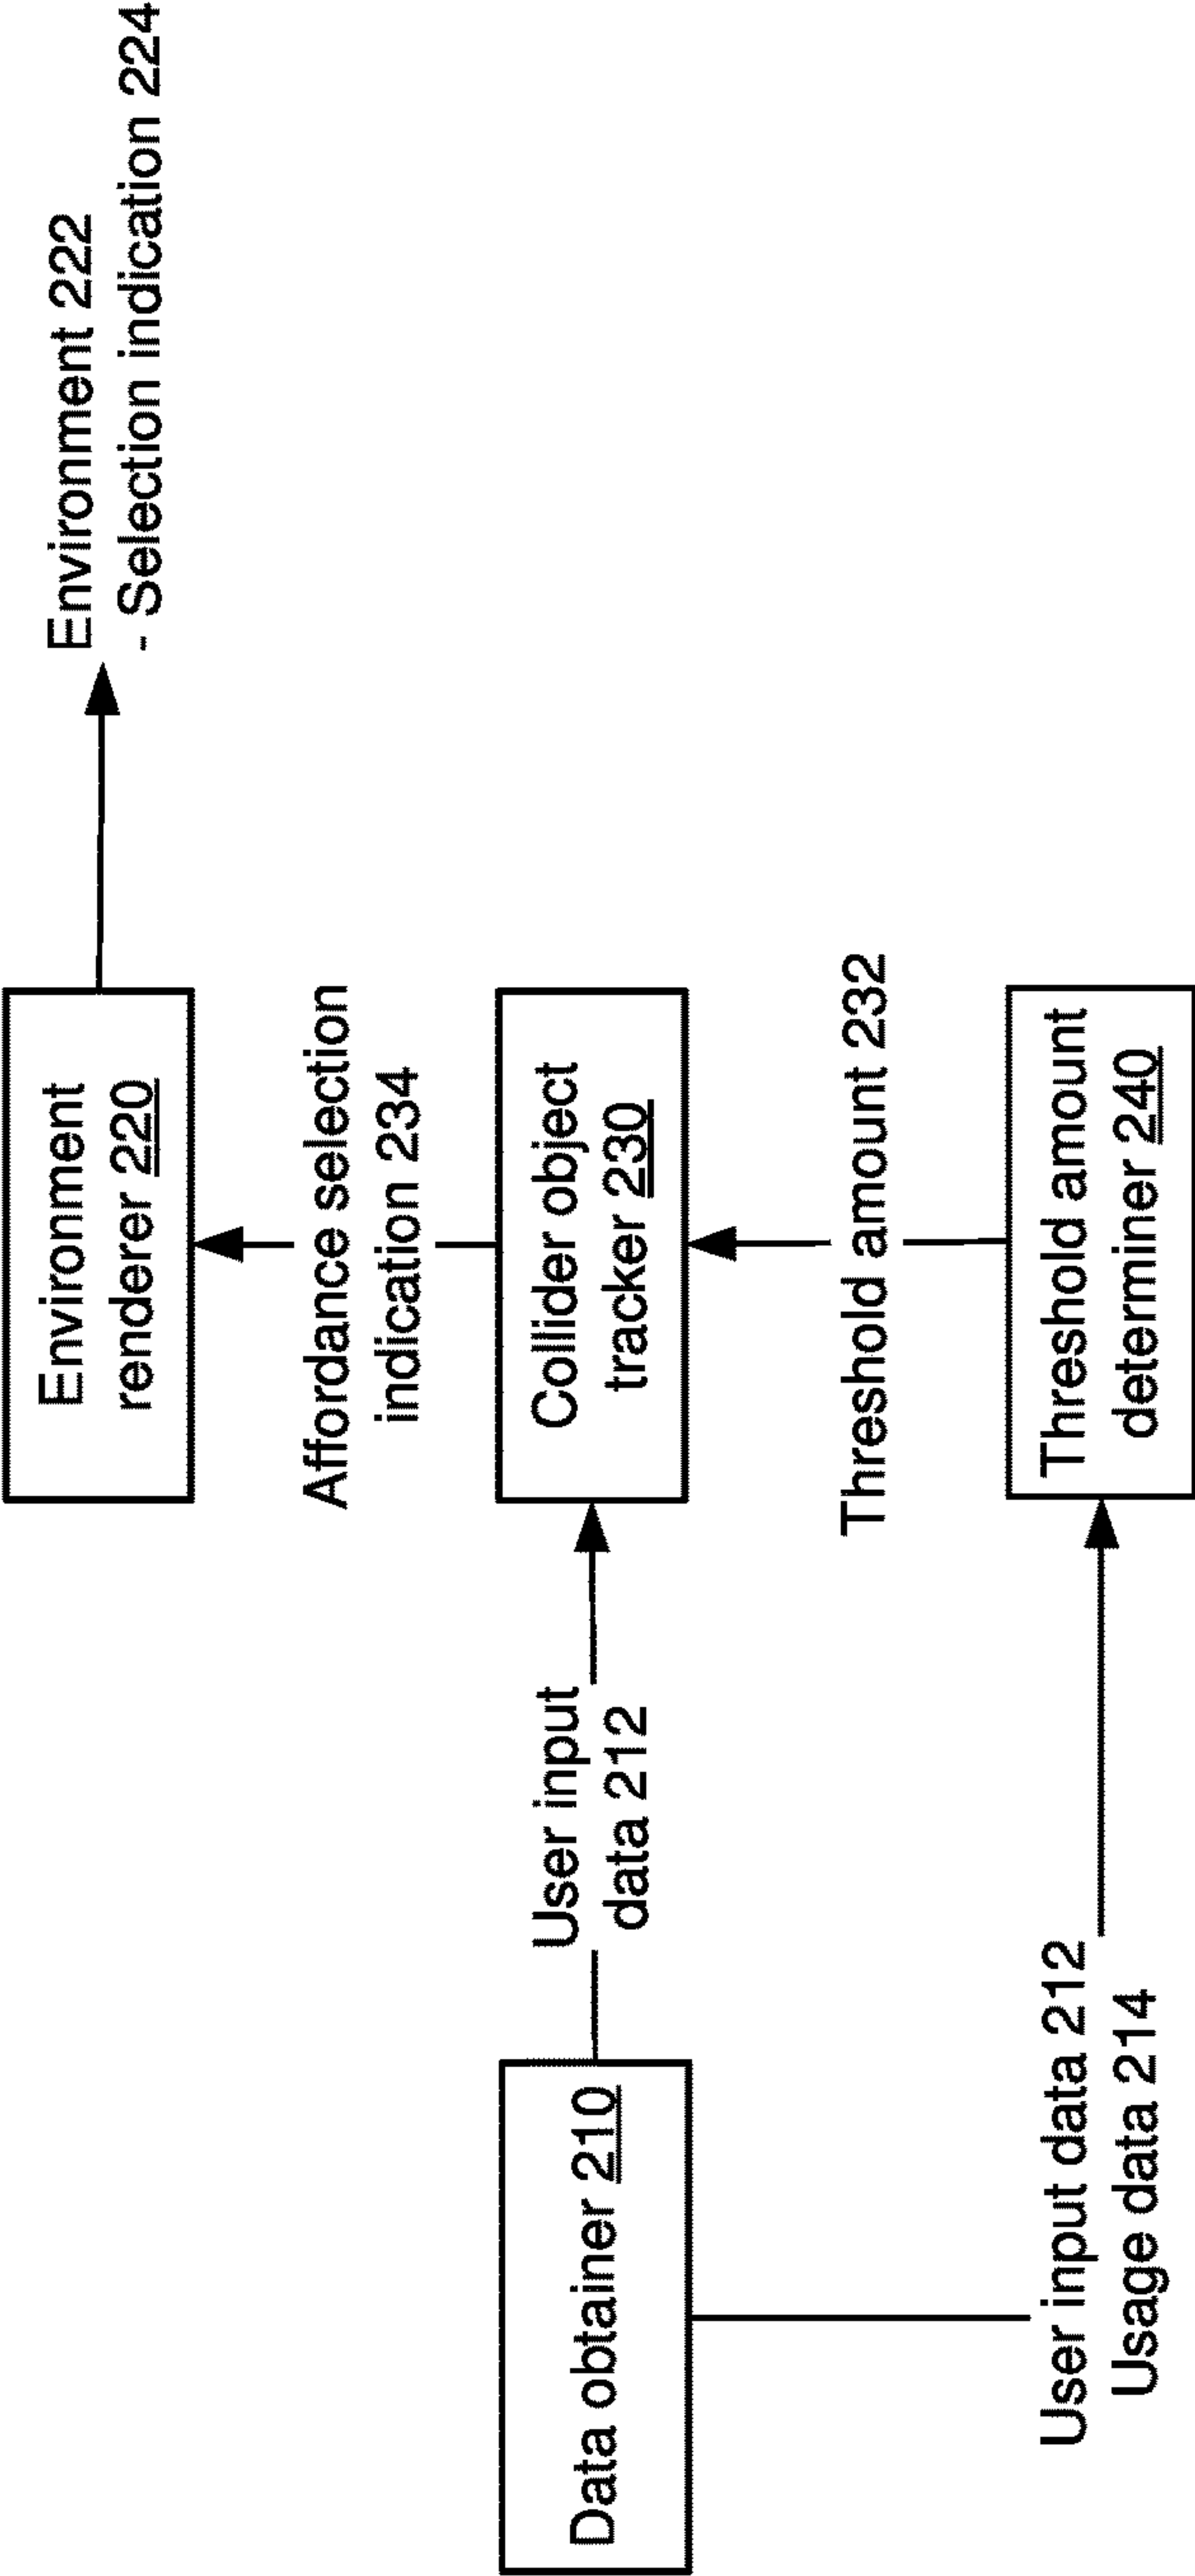 Environment 222
- Selection indication 224
Environment
renderer 220
Affordance selection
indication 234
Data obtainer 210
User input
data 212
Collider object
tracker 230
Threshold amount 232
User input data 212
Usage data 214
Threshold amount
determiner 240